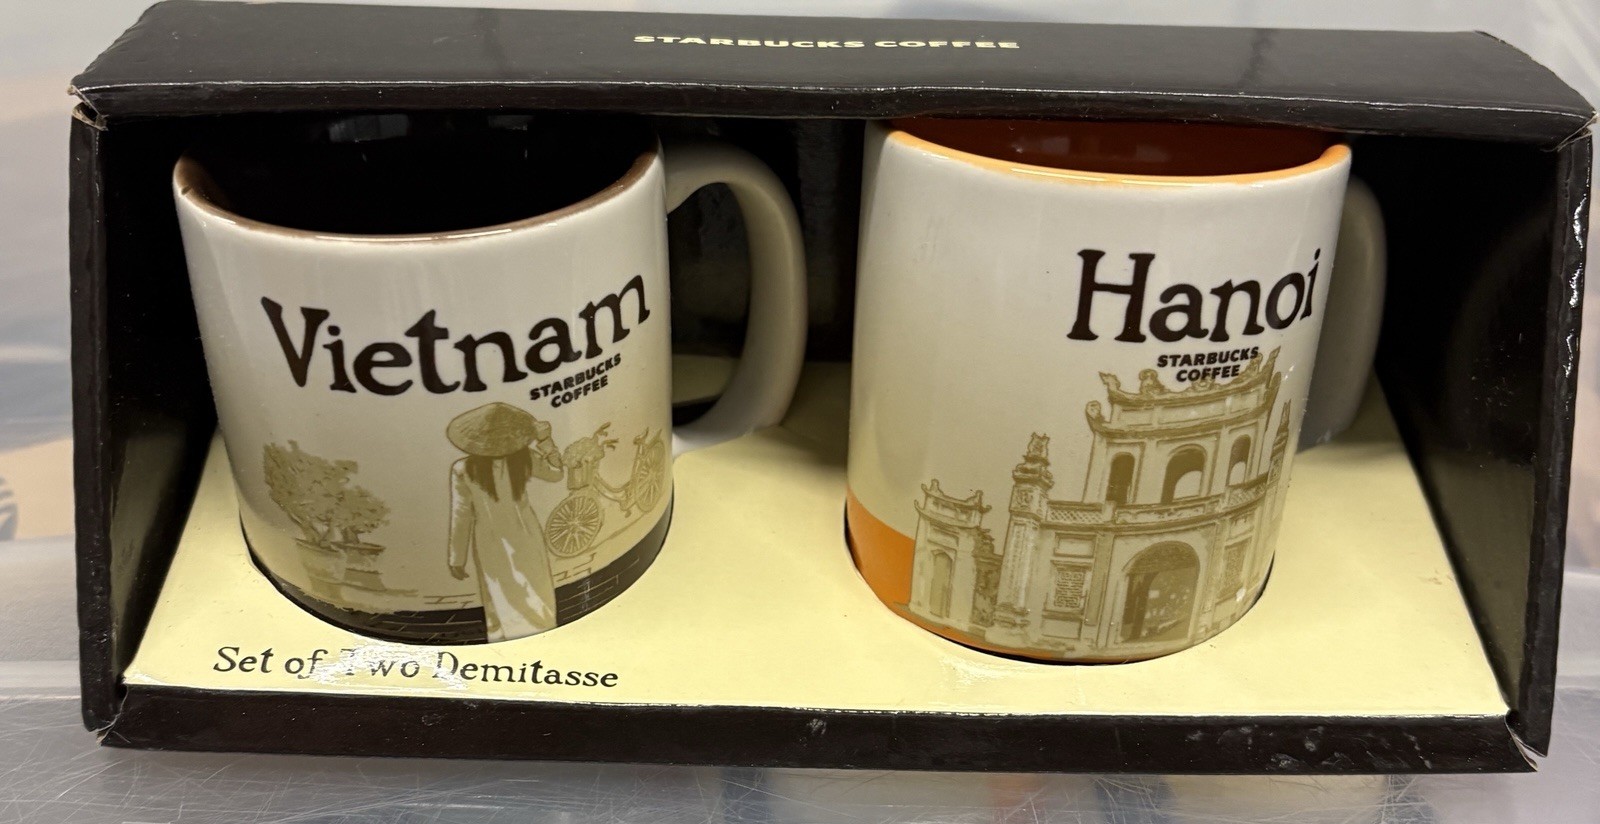 STARBUCKS COFFEE
Vietnam
STARBUCKS
COFFEE
Hanoi
STARBUCKS
COFFEE
Set of Two Demitasse